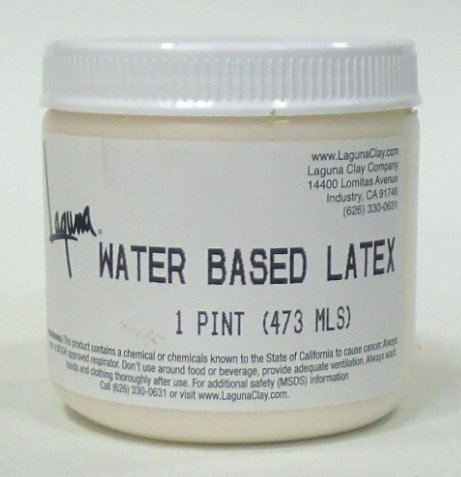 www.LagunaClay.com
Laguna Clay Company
14400 Lomitas Avenue
Industry, CA 91746
(626) 330-0631
Laguna®
WATER BASED LATEX
1 PINT (473 MLS)
This product contains a chemical or chemicals known to the State of California to cause cancer. Always
approved respirator. Don't use around food or beverage, provide adequate ventilation. Always wash
hands and clothing thoroughly after use. For additional safety (MSDS) information
Call (626) 330-0631 or visit www.LagunaClay.com.